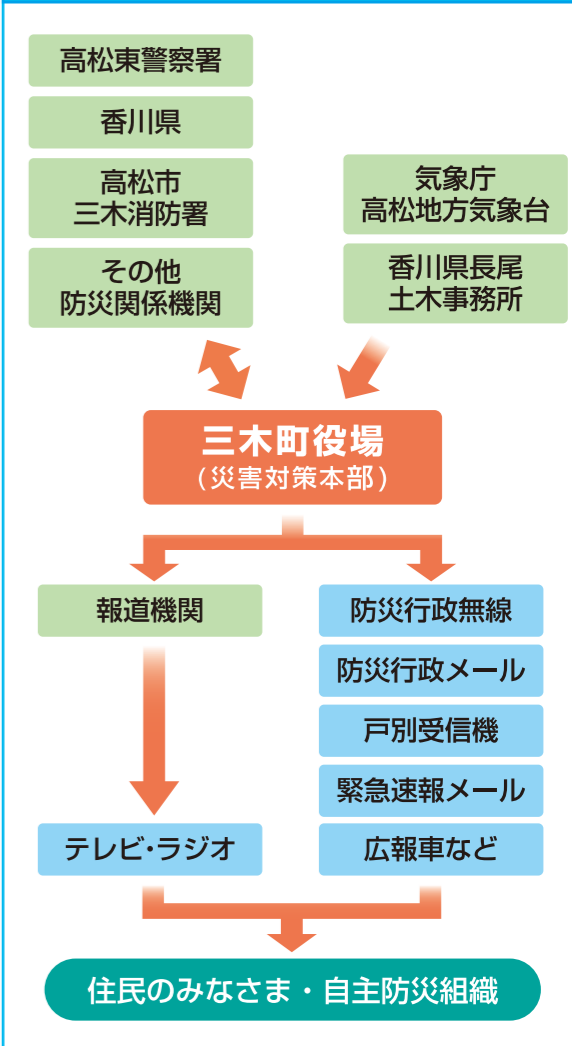 高松東警察署
香川県
高松市
三木消防署
その他
防災関係機関
気象庁
高松地方気象台
香川県長尾
土木事務所
三木町役場
(災害対策本部)
報道機関
テレビ・ラジオ
防災行政無線
防災行政メール
戸別受信機
緊急速報メール
広報車など
住民のみなさま・自主防災組織